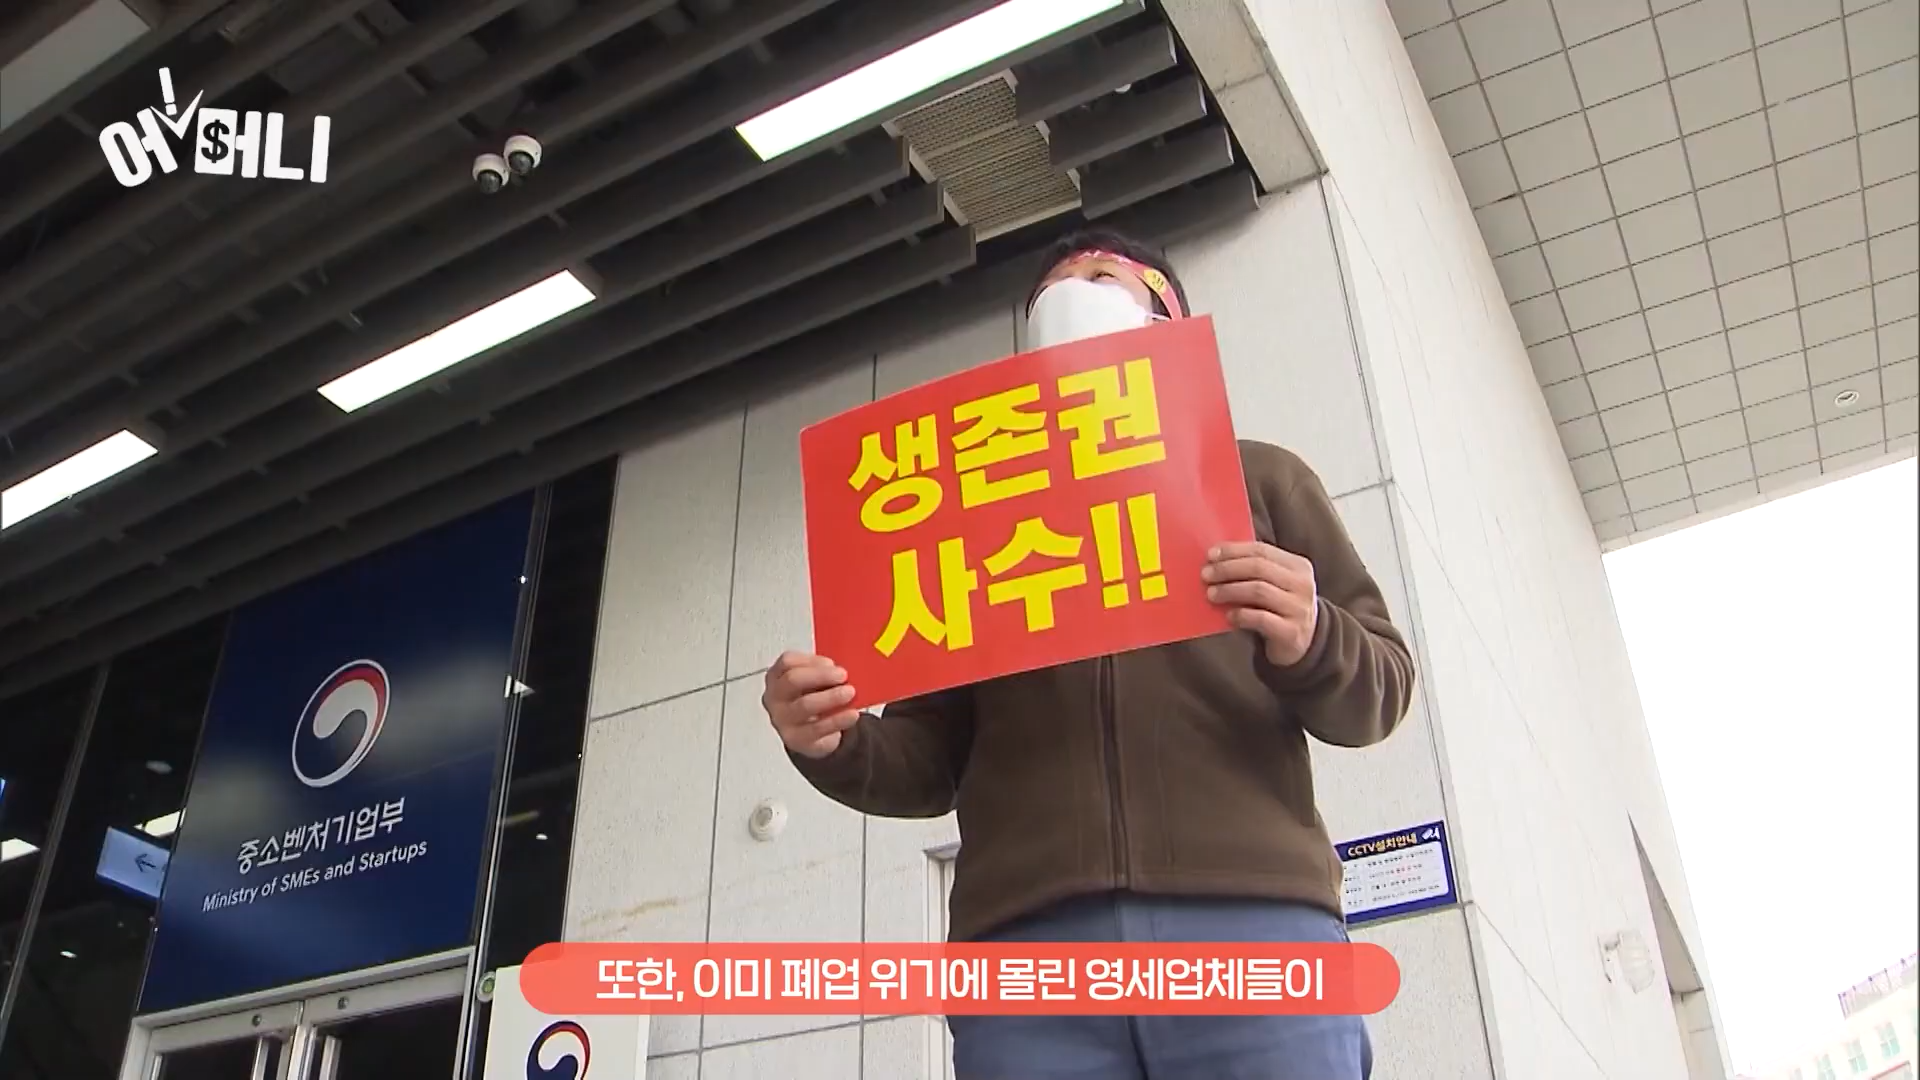 어!머니
생존권
사수!!
중소벤처기업부
Ministry of SMEs and Startups
CCTV설치안내
또한, 이미 폐업 위기에 몰린 영세업체들이